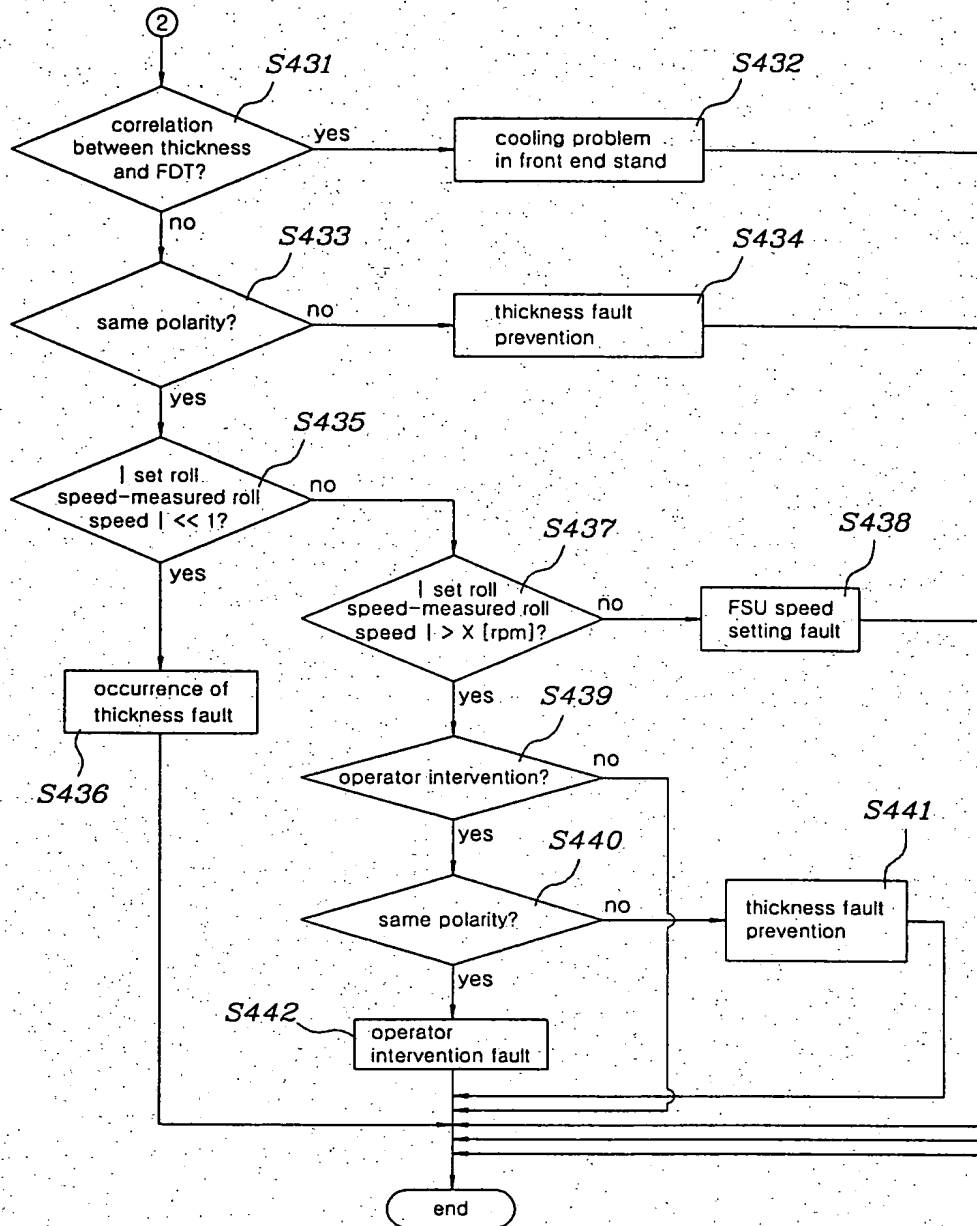 2
S431
correlation
between thickness
and FDT?
yes
S432
cooling problem
in front end stand
no
S433
same polarity?
no
S434
thickness fault
prevention
yes
S435
| set roll
speed-measured roll
speed | << 1?
no
yes
S437
| set roll
speed-measured roll
speed | > X [rpm]?
no
S438
FSU speed
setting fault
occurrence of
thickness fault
S436
yes
S439
operator intervention?
no
yes
S440
same polarity?
no
S441
thickness fault
prevention
yes
S442
operator
intervention fault
end